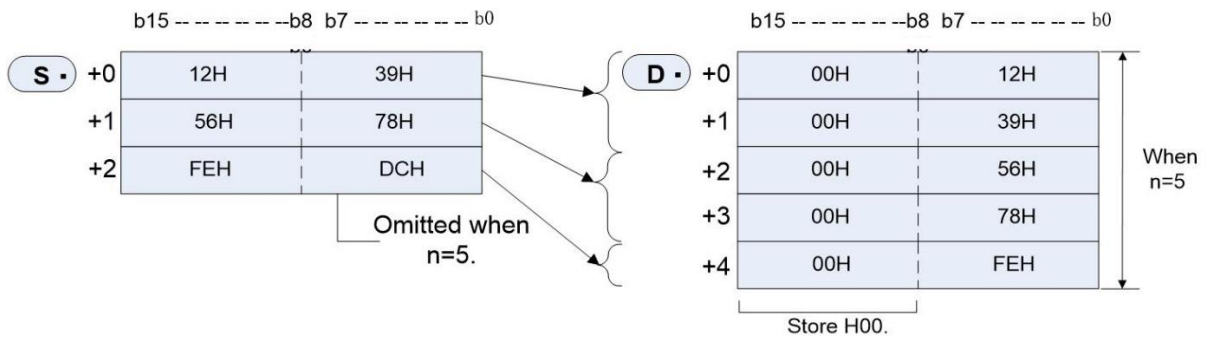 b15 -- -- -- -- -- --b8 b7 -- -- -- -- -- -- b0
b15 -- -- -- -- -- --b8 b7 -- -- -- -- -- -- b0
S · +0 12H 39H
+1 56H 78H
+2 FEH DCH
Omitted when
n=5.
D · +0 00H 12H
+1 00H 39H
+2 00H 56H
+3 00H 78H
+4 00H FEH
When
n=5
Store H00.